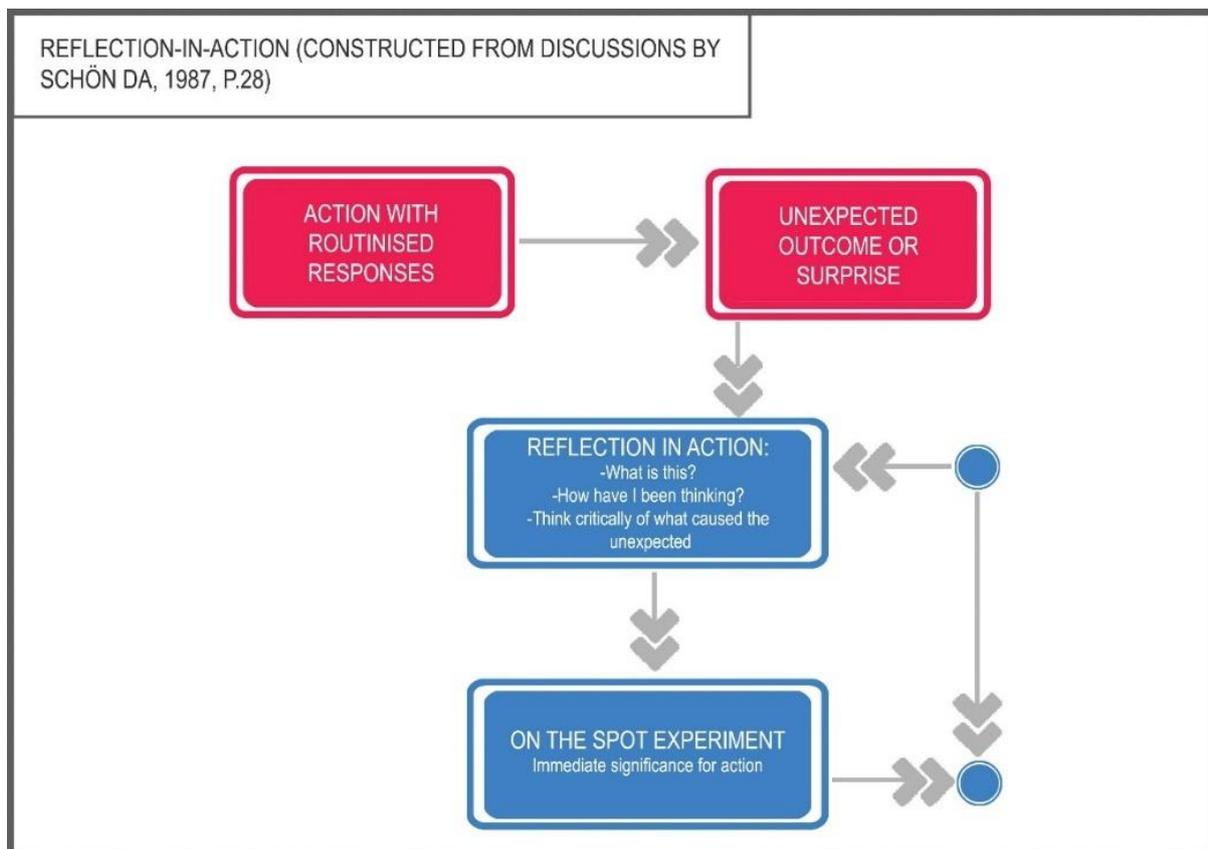 REFLECTION-IN-ACTION (CONSTRUCTED FROM DISCUSSIONS BY
SCHÖN DA, 1987, P.28)
ACTION WITH
ROUTINISED
RESPONSES
UNEXPECTED
OUTCOME OR
SURPRISE
REFLECTION IN ACTION:
-What is this?
-How have I been thinking?
-Think critically of what caused the
unexpected
ON THE SPOT EXPERIMENT
Immediate significance for action